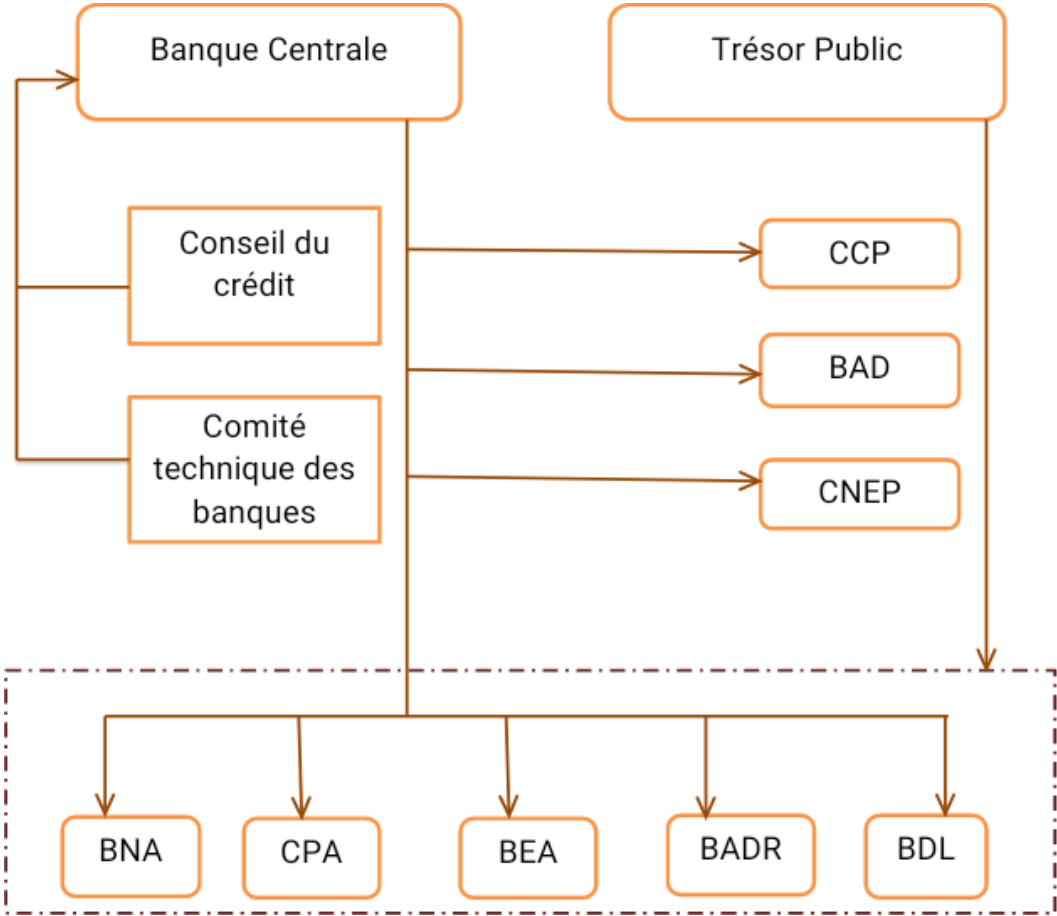 Banque Centrale
Trésor Public
Conseil du
crédit
CCP
BAD
Comité
technique des
banques
CNEP
BNA
CPA
BEA
BADR
BDL